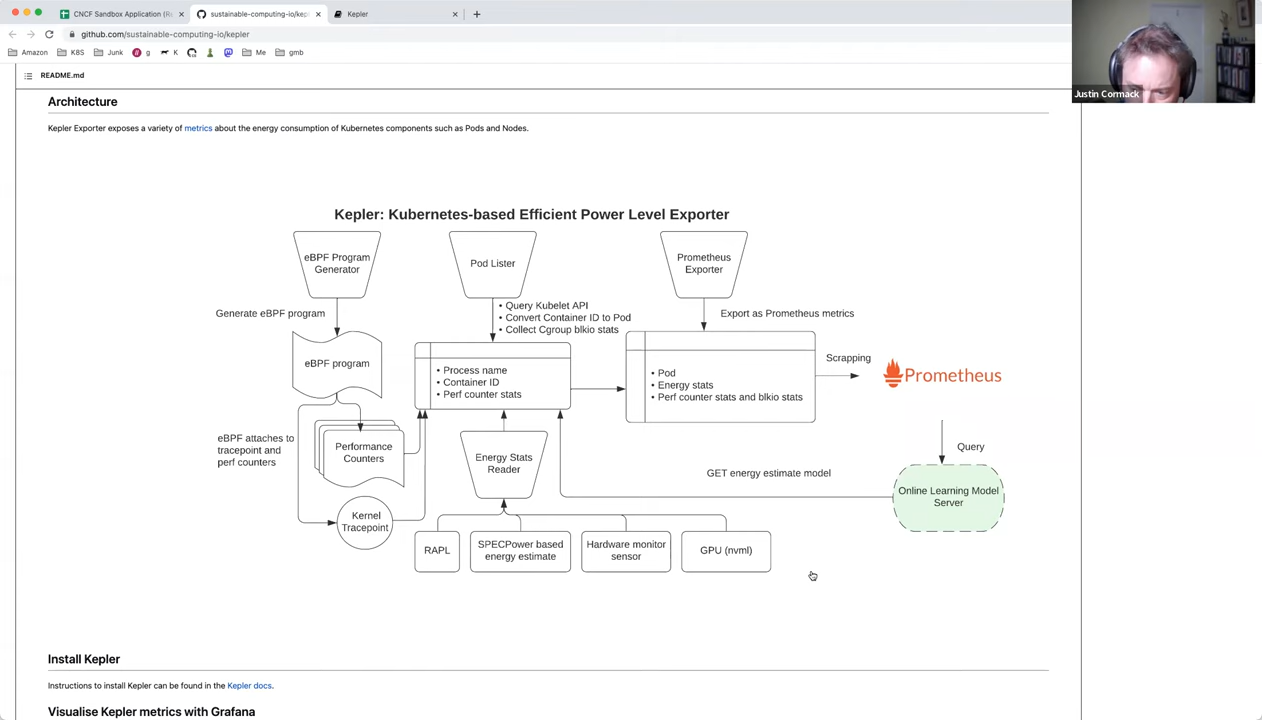 CNCF Sandbox Application (Re
sustainable-computing-io/kep
Kepler
github.com/sustainable-computing-io/kepler
Amazon
K8S
Junk
g
K
Me
gmb
Justin Cormack
README.md
Architecture
Kepler Exporter exposes a variety of metrics about the energy consumption of Kubernetes components such as Pods and Nodes.
Kepler: Kubernetes-based Efficient Power Level Exporter
eBPF Program
Generator
Pod Lister
Prometheus
Exporter
Generate eBPF program
• Query Kubelet API
• Convert Container ID to Pod
• Collect Cgroup blkio stats
Export as Prometheus metrics
eBPF program
• Process name
• Container ID
• Perf counter stats
• Pod
• Energy stats
• Perf counter stats and blkio stats
Scrapping
Prometheus
eBPF attaches to
tracepoint and
perf counters
Performance
Counters
Energy Stats
Reader
Query
GET energy estimate model
Online Learning Model
Server
Kernel
Tracepoint
RAPL
SPECPower based
energy estimate
Hardware monitor
sensor
GPU (nvml)
Install Kepler
Instructions to install Kepler can be found in the Kepler docs.
Visualise Kepler metrics with Grafana